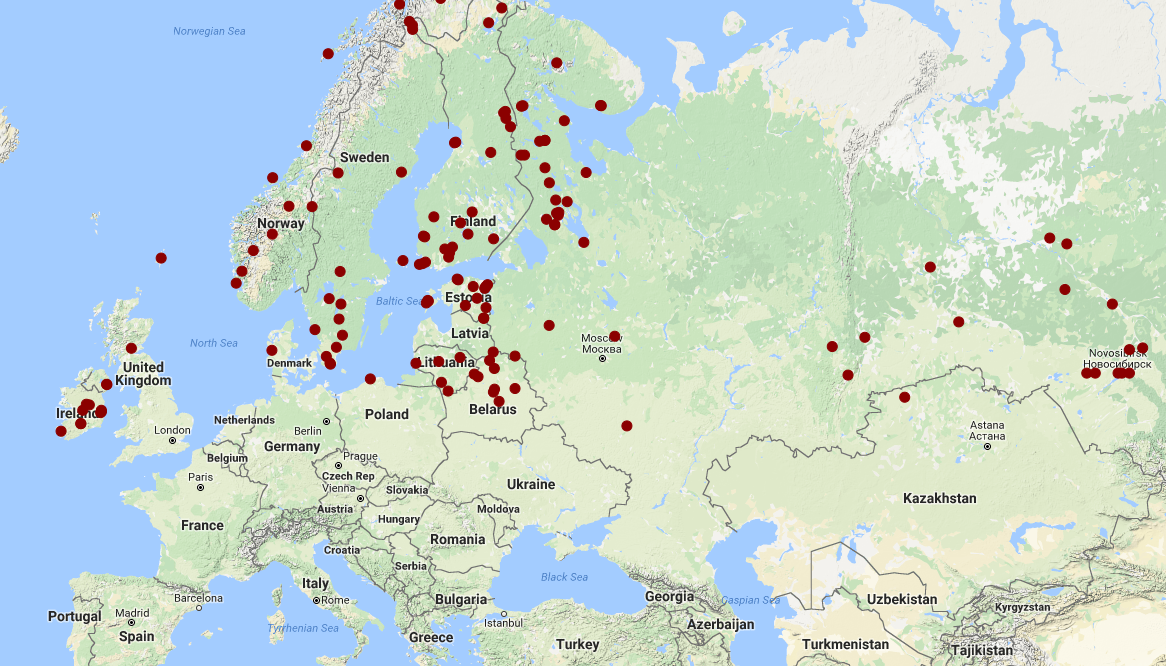 Norwegian Sea
Sweden
Finland
Norway
Baltic Sea
Estonia
North Sea
Latvia
Moscow
Москва
Novosibirsk
Новосибирск
Denmark
Lithuania
United
Kingdom
Ireland
Belarus
Poland
Netherlands
London
Berlin
Germany
Astana
Астана
Belgium
Prague
Paris
Czech Rep
Vienna
Slovakia
Ukraine
Kazakhstan
Austria
Moldova
Hungary
France
Romania
Croatia
Serbia
Black Sea
Italy
Georgia
Barcelona
Rome
Bulgaria
Caspian Sea
Uzbekistan
Kyrgyzstan
Portugal
Madrid
Istanbul
Azerbaijan
Tyrrhenian Sea
Spain
Greece
Turkey
Turkmenistan
Tajikistan